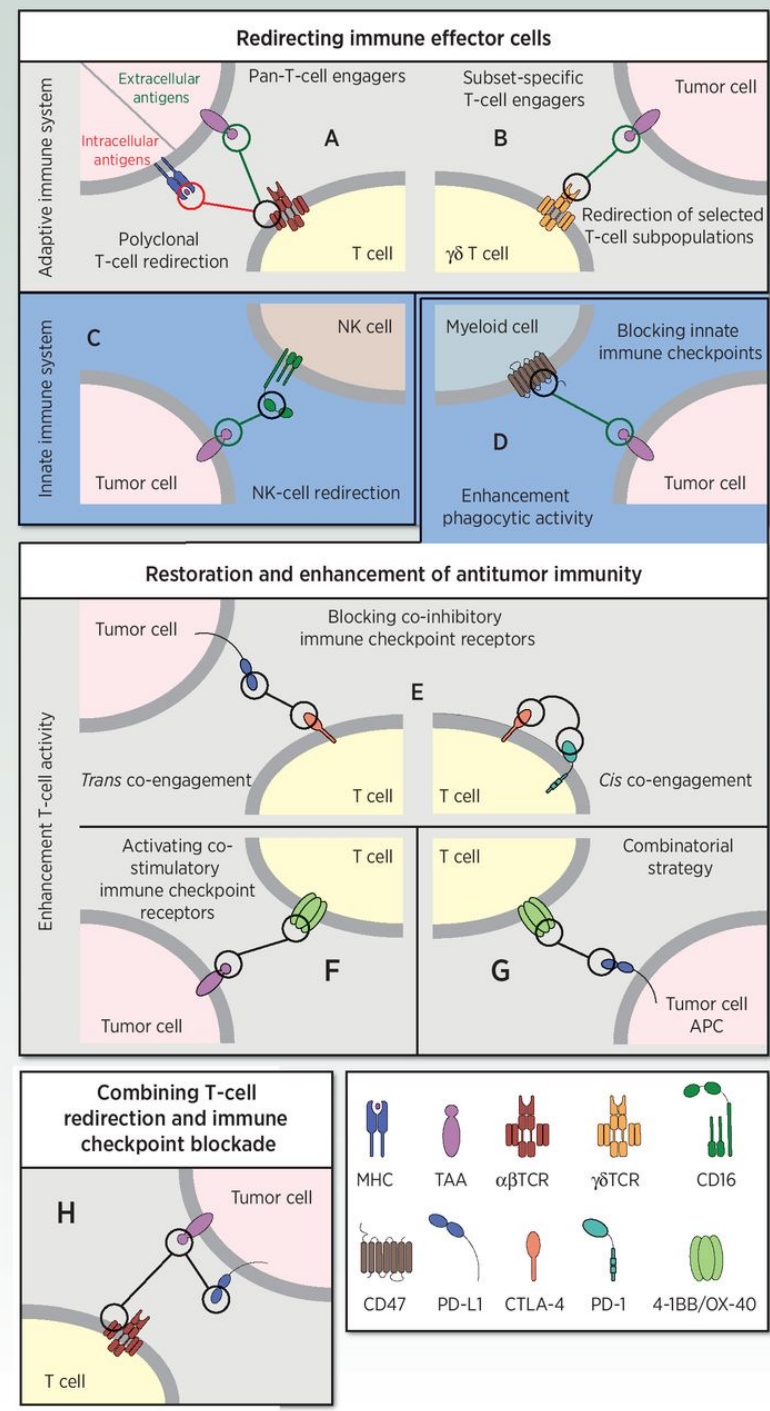 Redirecting immune effector cells
Adaptive immune system
Extracellular
antigens
Intracellular
antigens
Pan-T-cell engagers
A
Polyclonal
T-cell redirection
T cell
Subset-specific
T-cell engagers
B
Tumor cell
Redirection of selected
T-cell subpopulations
γδ T cell
Innate immune system
C
NK cell
Tumor cell
NK-cell redirection
Myeloid cell
Blocking innate
immune checkpoints
D
Enhancement
phagocytic activity
Tumor cell
Restoration and enhancement of antitumor immunity
Enhancement T-cell activity
Tumor cell
Blocking co-inhibitory
immune checkpoint receptors
E
Trans co-engagement
T cell
T cell
Cis co-engagement
Activating co-
stimulatory
immune checkpoint
receptors
T cell
F
Tumor cell
T cell
Combinatorial
strategy
G
Tumor cell
APC
Combining T-cell
redirection and immune
checkpoint blockade
H
Tumor cell
T cell
MHC
TAA
αβTCR
γδTCR
CD16
CD47
PD-L1
CTLA-4
PD-1
4-1BB/OX-40